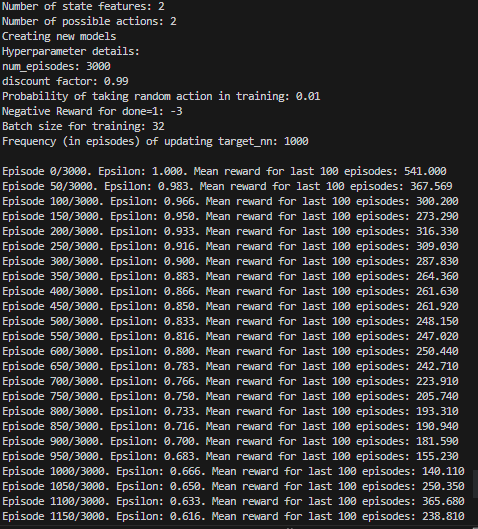 Number of state features: 2
Number of possible actions: 2
Creating new models
Hyperparameter details:
num_episodes: 3000
discount factor: 0.99
Probability of taking random action in training: 0.01
Negative Reward for done=1: -3
Batch size for training: 32
Frequency (in episodes) of updating target_nn: 1000
Episode 0/3000. Epsilon: 1.000. Mean reward for last 100 episodes: 541.000
Episode 50/3000. Epsilon: 0.983. Mean reward for last 100 episodes: 367.569
Episode 100/3000. Epsilon: 0.966. Mean reward for last 100 episodes: 300.200
Episode 150/3000. Epsilon: 0.950. Mean reward for last 100 episodes: 273.290
Episode 200/3000. Epsilon: 0.933. Mean reward for last 100 episodes: 316.330
Episode 250/3000. Epsilon: 0.916. Mean reward for last 100 episodes: 309.030
Episode 300/3000. Epsilon: 0.900. Mean reward for last 100 episodes: 287.830
Episode 350/3000. Epsilon: 0.883. Mean reward for last 100 episodes: 264.360
Episode 400/3000. Epsilon: 0.866. Mean reward for last 100 episodes: 261.630
Episode 450/3000. Epsilon: 0.850. Mean reward for last 100 episodes: 261.920
Episode 500/3000. Epsilon: 0.833. Mean reward for last 100 episodes: 248.150
Episode 550/3000. Epsilon: 0.816. Mean reward for last 100 episodes: 247.020
Episode 600/3000. Epsilon: 0.800. Mean reward for last 100 episodes: 250.440
Episode 650/3000. Epsilon: 0.783. Mean reward for last 100 episodes: 242.710
Episode 700/3000. Epsilon: 0.766. Mean reward for last 100 episodes: 223.910
Episode 750/3000. Epsilon: 0.750. Mean reward for last 100 episodes: 205.740
Episode 800/3000. Epsilon: 0.733. Mean reward for last 100 episodes: 193.310
Episode 850/3000. Epsilon: 0.716. Mean reward for last 100 episodes: 190.940
Episode 900/3000. Epsilon: 0.700. Mean reward for last 100 episodes: 181.590
Episode 950/3000. Epsilon: 0.683. Mean reward for last 100 episodes: 155.230
Episode 1000/3000. Epsilon: 0.666. Mean reward for last 100 episodes: 140.110
Episode 1050/3000. Epsilon: 0.650. Mean reward for last 100 episodes: 250.350
Episode 1100/3000. Epsilon: 0.633. Mean reward for last 100 episodes: 365.680
Episode 1150/3000. Epsilon: 0.616. Mean reward for last 100 episodes: 238.810